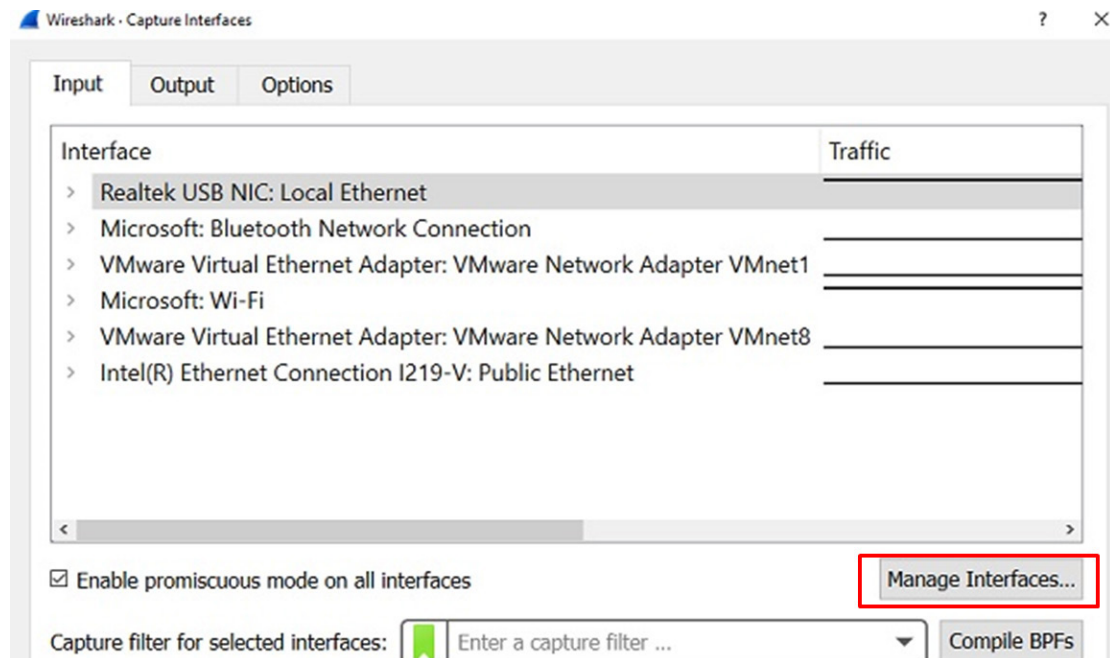 Wireshark · Capture Interfaces
Input Output Options
Interface Traffic
Realtek USB NIC: Local Ethernet
Microsoft: Bluetooth Network Connection
VMware Virtual Ethernet Adapter: VMware Network Adapter VMnet1
Microsoft: Wi-Fi
VMware Virtual Ethernet Adapter: VMware Network Adapter VMnet8
Intel(R) Ethernet Connection I219-V: Public Ethernet
Enable promiscuous mode on all interfaces Manage Interfaces...
Capture filter for selected interfaces: Enter a capture filter ... Compile BPFs